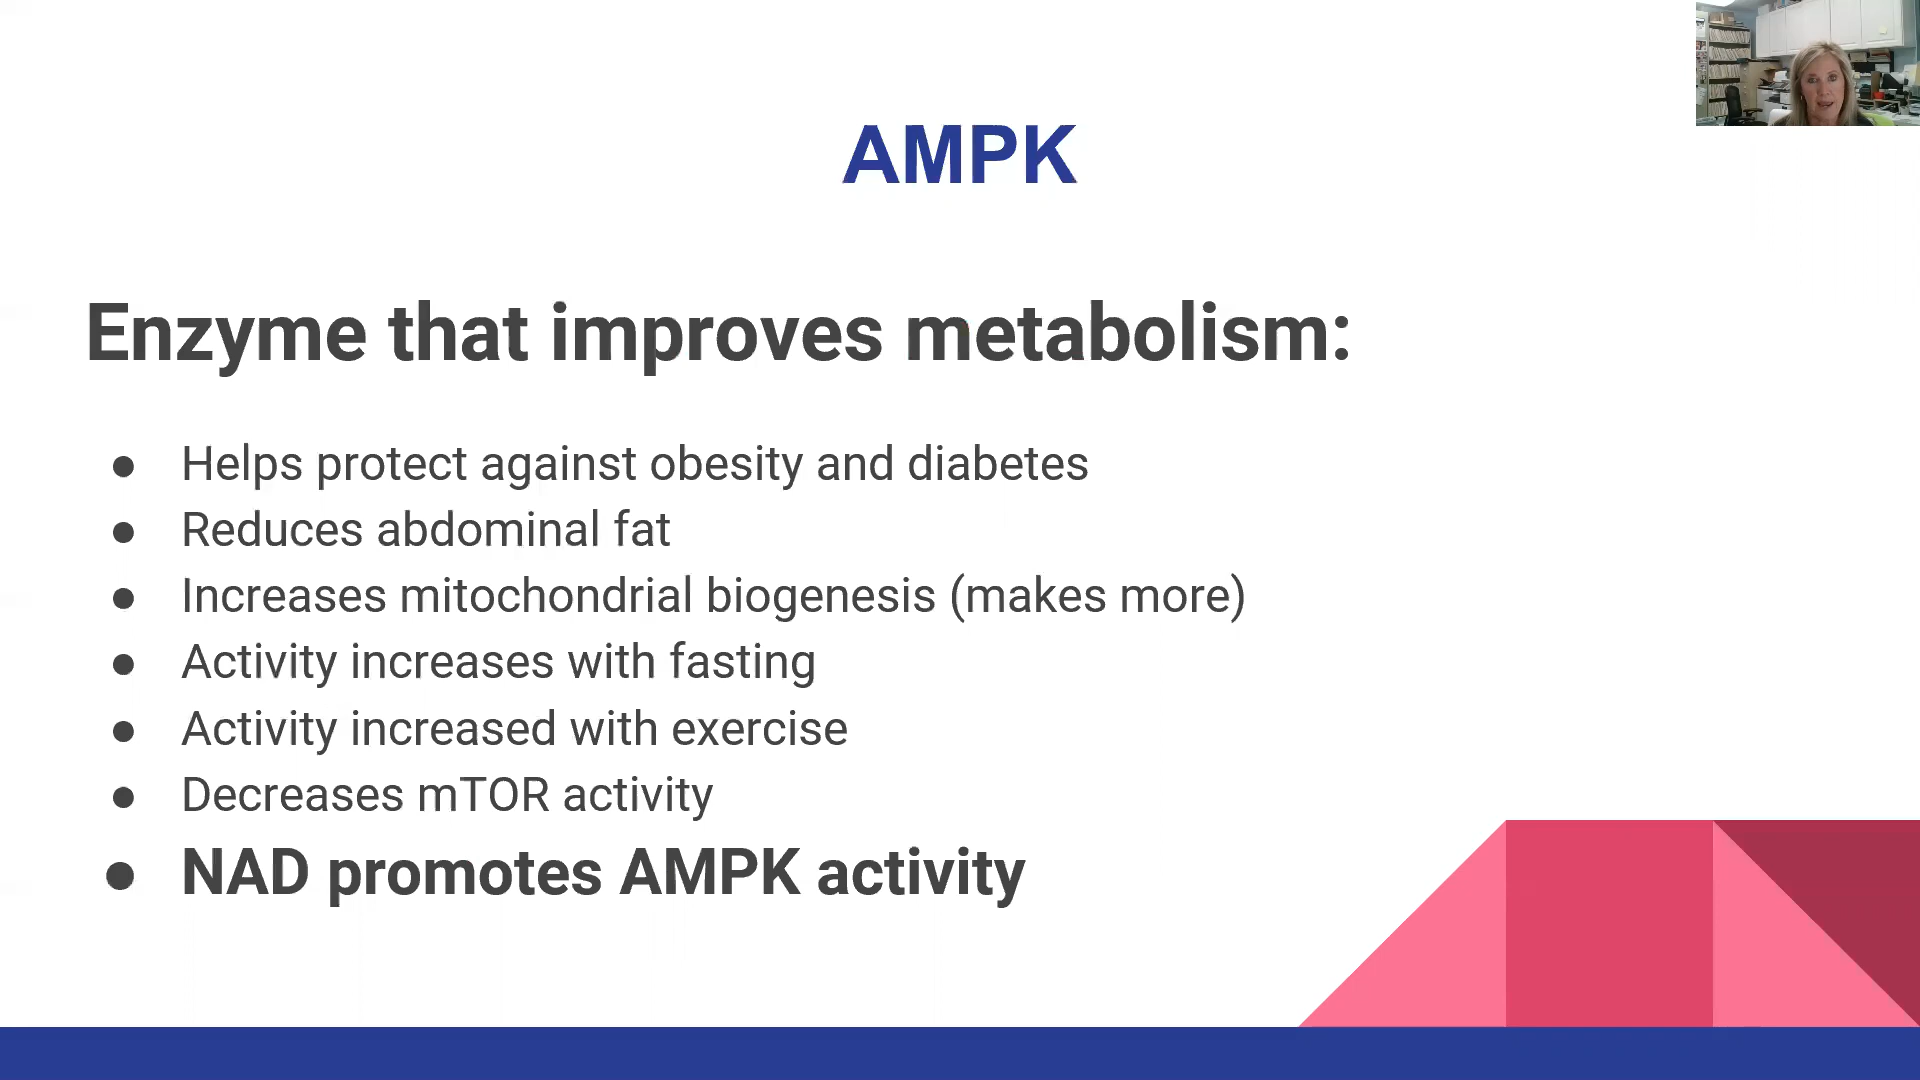 AMPK
Enzyme that improves metabolism:
● Helps protect against obesity and diabetes
● Reduces abdominal fat
● Increases mitochondrial biogenesis (makes more)
● Activity increases with fasting
● Activity increased with exercise
● Decreases mTOR activity
● NAD promotes AMPK activity